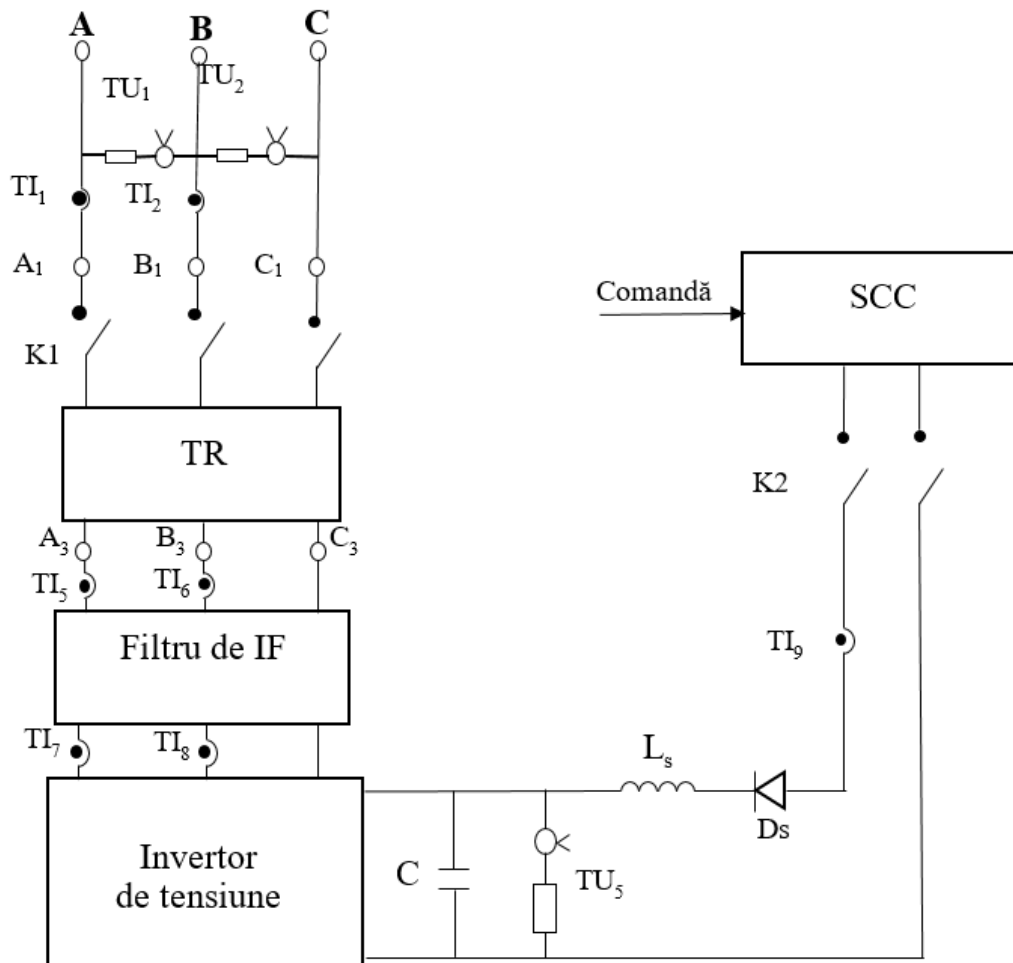 A B C
TU₁ TU₂
TI₁ TI₂
A₁ B₁ C₁
Comandă
SCC
K1
TR
K2
A₃ B₃ C₃
TI₅ TI₆
Filtru de IF
TI₉
TI₇ TI₈
Lₛ
Ds
Invertor
de tensiune
C
TU₅